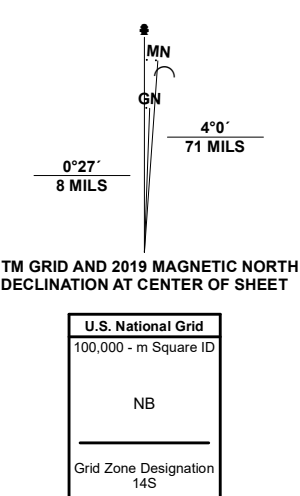 MN
GN
4°0´
71 MILS
0°27´
8 MILS
TM GRID AND 2019 MAGNETIC NORTH
DECLINATION AT CENTER OF SHEET
U.S. National Grid
100,000 - m Square ID
NB
Grid Zone Designation
14S